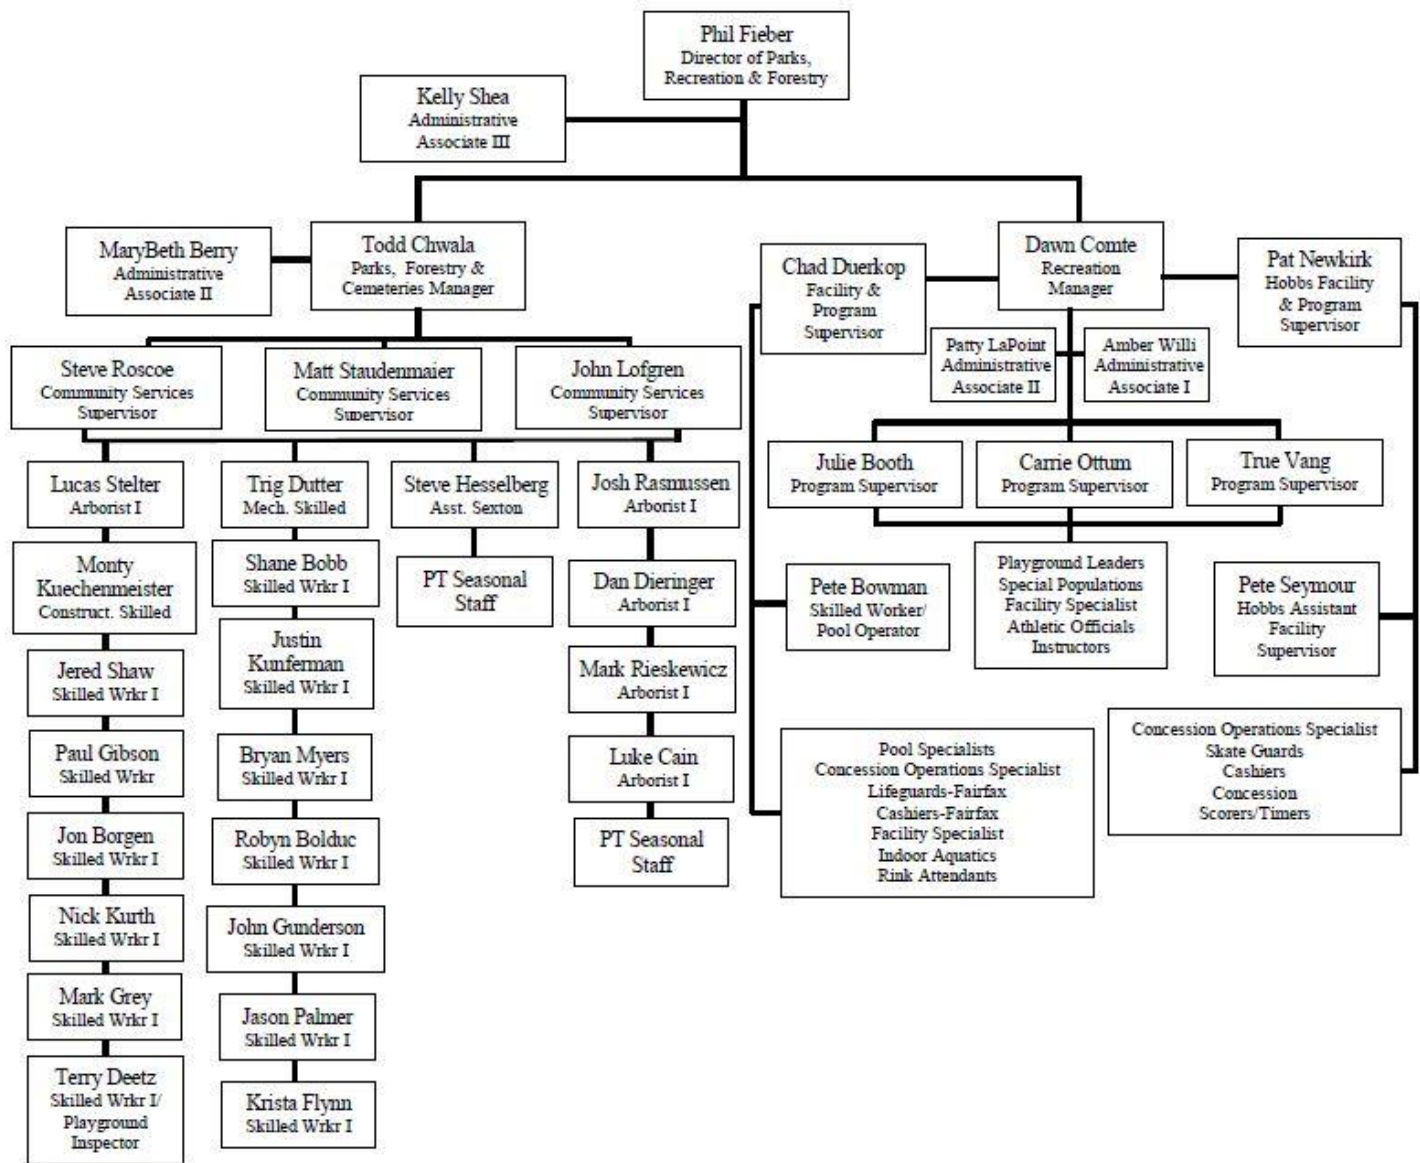 Phil Fieber
Director of Parks,
Recreation & Forestry
Kelly Shea
Administrative
Associate III
MaryBeth Berry
Administrative
Associate II
Todd Chwala
Parks, Forestry &
Cemeteries Manager
Chad Duerkop
Facility &
Program
Supervisor
Dawn Comte
Recreation
Manager
Pat Newkirk
Hobbs Facility
& Program
Supervisor
Patty LaPoint
Administrative
Associate II
Amber Willi
Administrative
Associate I
Steve Roscoe
Community Services
Supervisor
Matt Staudenmaier
Community Services
Supervisor
John Lofgren
Community Services
Supervisor
Lucas Stelter
Arborist I
Monty
Kuechenmeister
Construct. Skilled
Jered Shaw
Skilled Wrkr I
Paul Gibson
Skilled Wrkr
Jon Borgen
Skilled Wrkr I
Nick Kurth
Skilled Wrkr I
Mark Grey
Skilled Wrkr I
Terry Deetz
Skilled Wrkr I/
Playground
Inspector
Trig Dutter
Mech. Skilled
Shane Bobb
Skilled Wrkr I
Justin
Kunferman
Skilled Wrkr I
Bryan Myers
Skilled Wrkr I
Robyn Bolduc
Skilled Wrkr I
John Gunderson
Skilled Wrkr I
Jason Palmer
Skilled Wrkr I
Krista Flynn
Skilled Wrkr I
Steve Hesselberg
Asst. Sexton
PT Seasonal
Staff
Josh Rasmussen
Arborist I
Dan Dieringer
Arborist I
Mark Rieskewicz
Arborist I
Luke Cain
Arborist I
PT Seasonal
Staff
Julie Booth
Program Supervisor
Carrie Ottum
Program Supervisor
True Vang
Program Supervisor
Pete Bowman
Skilled Worker/
Pool Operator
Playground Leaders
Special Populations
Facility Specialist
Athletic Officials
Instructors
Pete Seymour
Hobbs Assistant
Facility
Supervisor
Pool Specialists
Concession Operations Specialist
Lifeguards-Fairfax
Cashiers-Fairfax
Facility Specialist
Indoor Aquatics
Rink Attendants
Concession Operations Specialist
Skate Guards
Cashiers
Concession
Scorers/Timers